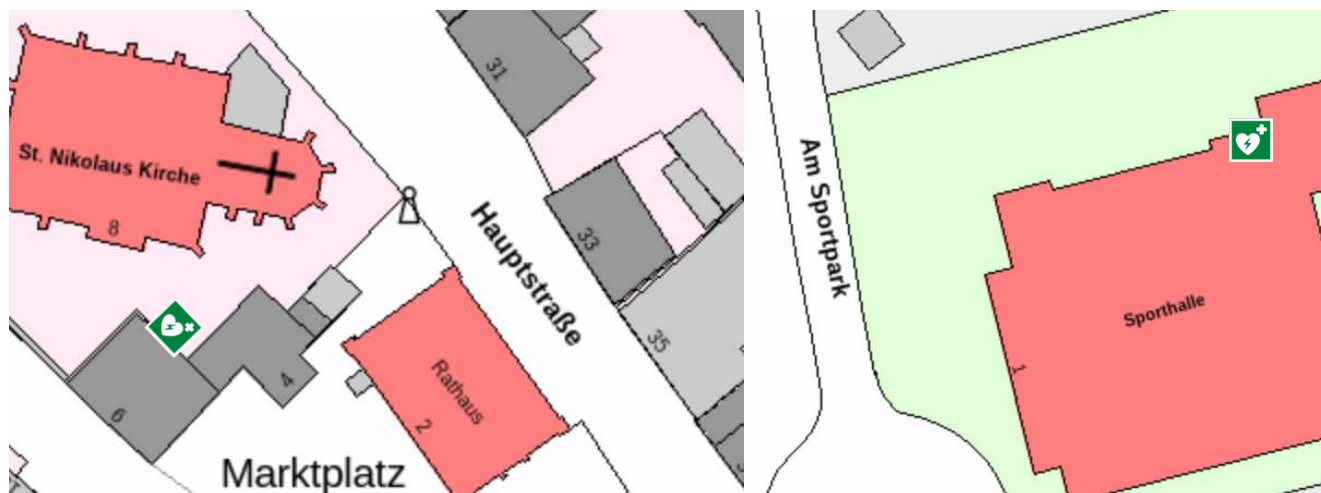 31
St. Nikolaus Kirche
8
Hauptstraße
33
35
4
6
Rathaus
2
Marktplatz
Am Sportpark
Sporthalle
1